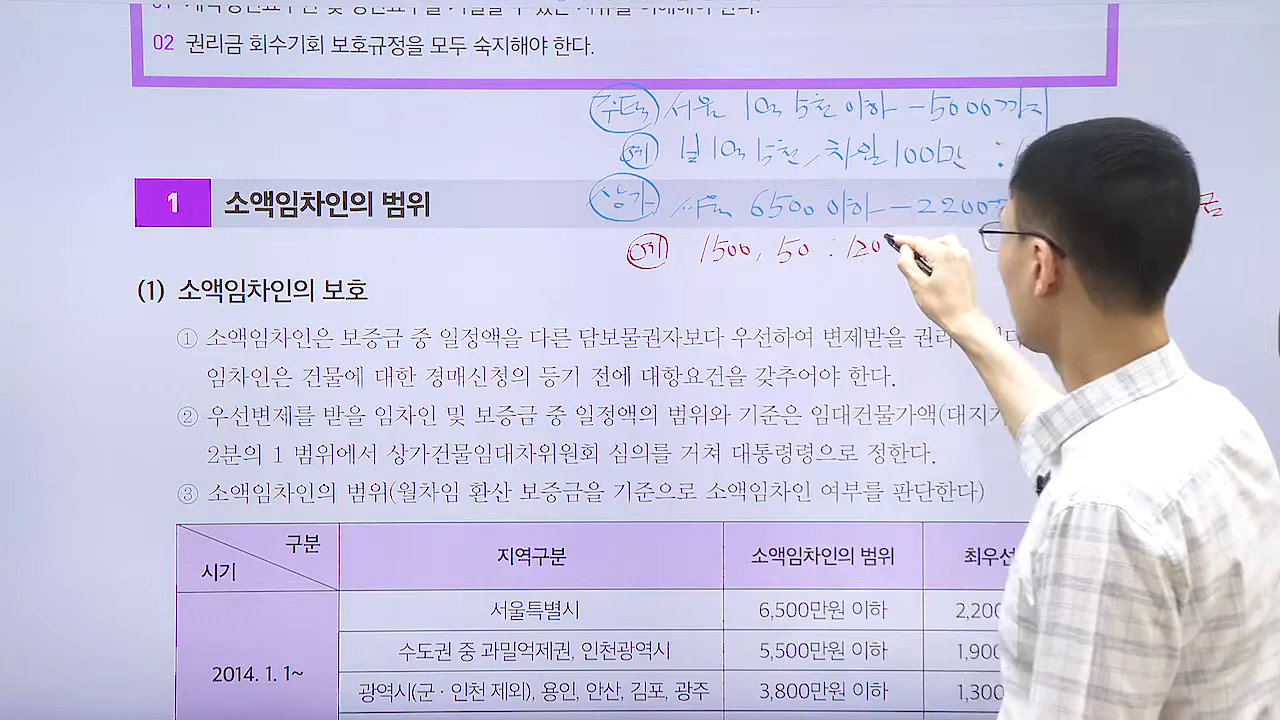 02 권리금 회수기회 보호규정을 모두 숙지해야 한다.
주택 서울 1억 5천 이하 - 5000까지
예 보 1억 5천, 차임 100만 :
1 소액임차인의 범위
상가 서울 6500 이하 - 2200
예 1500, 50 : 120
(1) 소액임차인의 보호
① 소액임차인은 보증금 중 일정액을 다른 담보물권자보다 우선하여 변제받을 권리
임차인은 건물에 대한 경매신청의 등기 전에 대항요건을 갖추어야 한다.
② 우선변제를 받을 임차인 및 보증금 중 일정액의 범위와 기준은 임대건물가액(대지가
2분의 1 범위에서 상가건물임대차위원회 심의를 거쳐 대통령령으로 정한다.
③ 소액임차인의 범위(월차임 환산 보증금을 기준으로 소액임차인 여부를 판단한다)
구분
시기 지역구분 소액임차인의 범위 최우선
서울특별시 6,500만원 이하 2,200
수도권 중 과밀억제권, 인천광역시 5,500만원 이하 1,900
2014. 1. 1~
광역시(군 · 인천 제외), 용인, 안산, 김포, 광주 3,800만원 이하 1,300